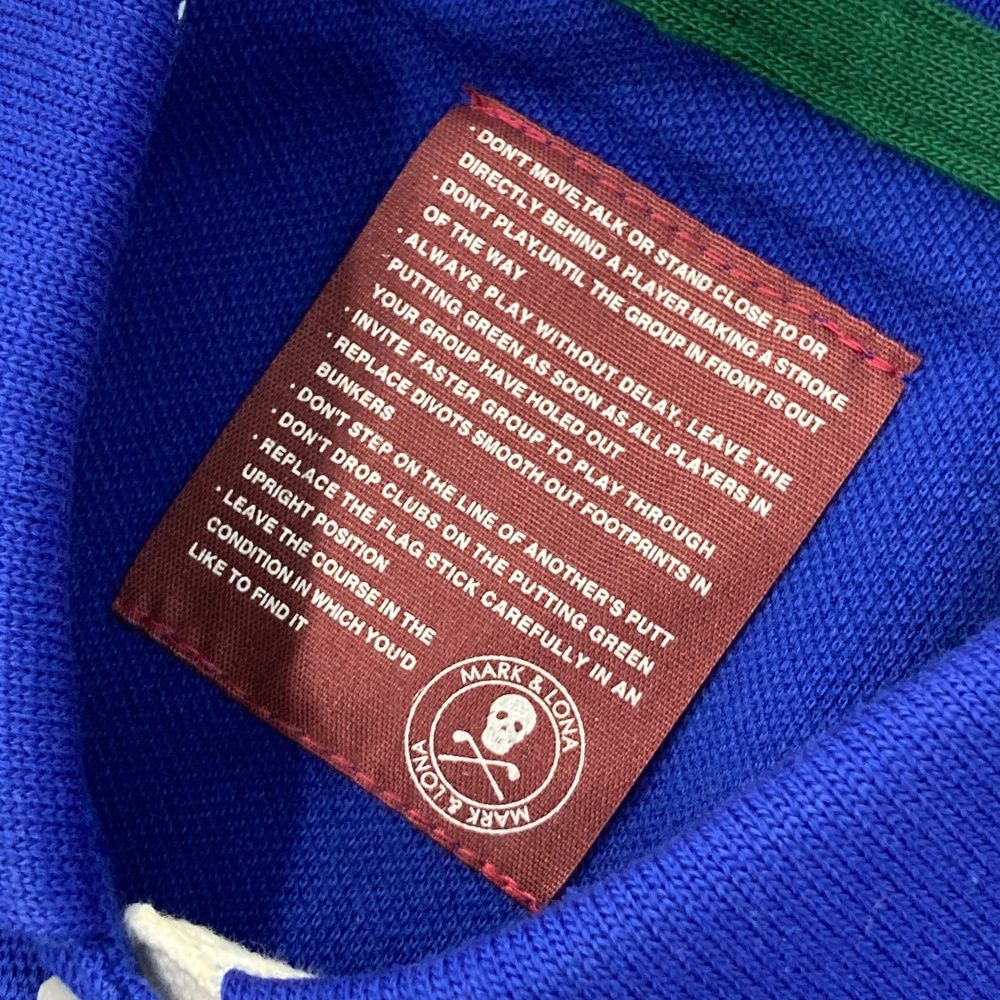 · DON'T MOVE,TALK OR STAND CLOSE TO OR
DIRECTLY BEHIND A PLAYER MAKING A STROKE
· DON'T PLAY,UNTIL THE GROUP IN FRONT IS OUT
OF THE WAY
· ALWAYS PLAY WITHOUT DELAY, LEAVE THE
PUTTING GREEN AS SOON AS ALL PLAYERS IN
YOUR GROUP HAVE HOLED OUT
· INVITE FASTER GROUP TO PLAY THROUGH
· REPLACE DIVOTS SMOOTH OUT FOOTPRINTS IN
BUNKERS
· DON'T STEP ON THE LINE OF ANOTHER'S PUTT
· DON'T DROP CLUBS ON THE PUTTING GREEN
· REPLACE THE FLAG STICK CAREFULLY IN AN
UPRIGHT POSITION
· LEAVE THE COURSE IN THE
CONDITION IN WHICH YOU'D
LIKE TO FIND IT
MARK & LONA
MARK & LONA